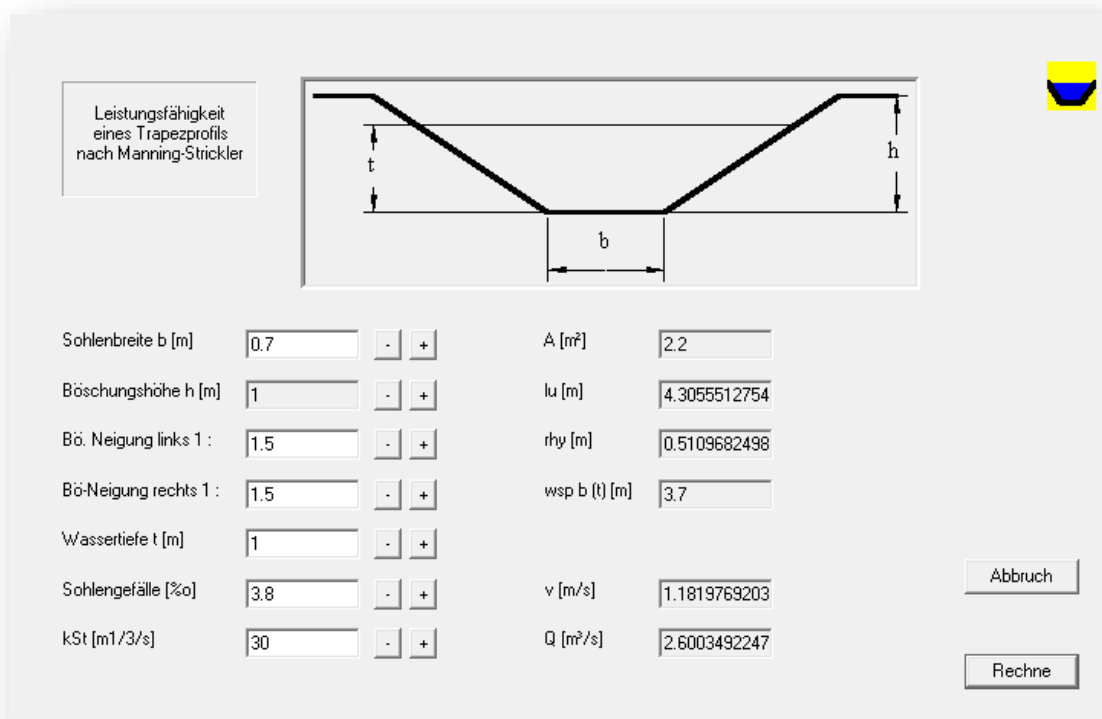 Leistungsfähigkeit
eines Trapezprofils
nach Manning-Strickler
t
h
b
Sohlenbreite b [m] 0.7 - + A [m²] 2.2
Böschungshöhe h [m] 1 - + lu [m] 4.3055512754
Bö. Neigung links 1 : 1.5 - + rhy [m] 0.5109682498
Bö-Neigung rechts 1 : 1.5 - + wsp b (t) [m] 3.7
Wassertiefe t [m] 1 - +
Sohlengefälle [%o] 3.8 - + v [m/s] 1.1819769203
Abbruch
kSt [m1/3/s] 30 - + Q [m³/s] 2.6003492247
Rechne